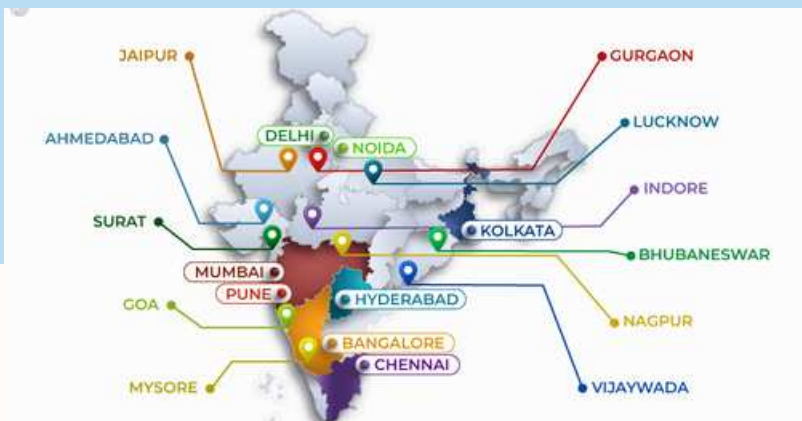 JAIPUR
GURGAON
LUCKNOW
DELHI
AHMEDABAD
NOIDA
INDORE
SURAT
KOLKATA
BHUBANESWAR
MUMBAI
PUNE
HYDERABAD
GOA
NAGPUR
BANGALORE
CHENNAI
MYSORE
VIJAYWADA